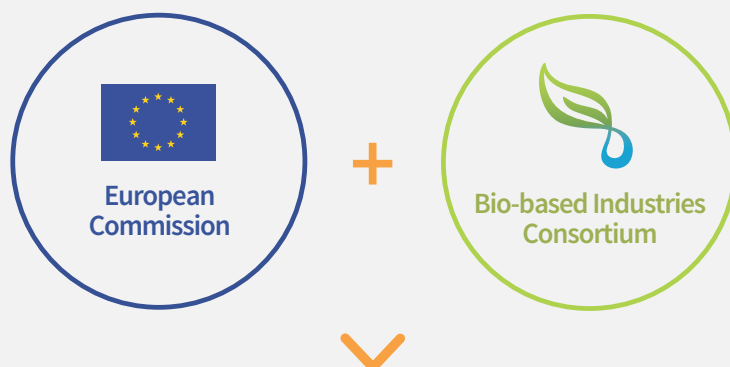 European
Commission
+
Bio-based Industries
Consortium